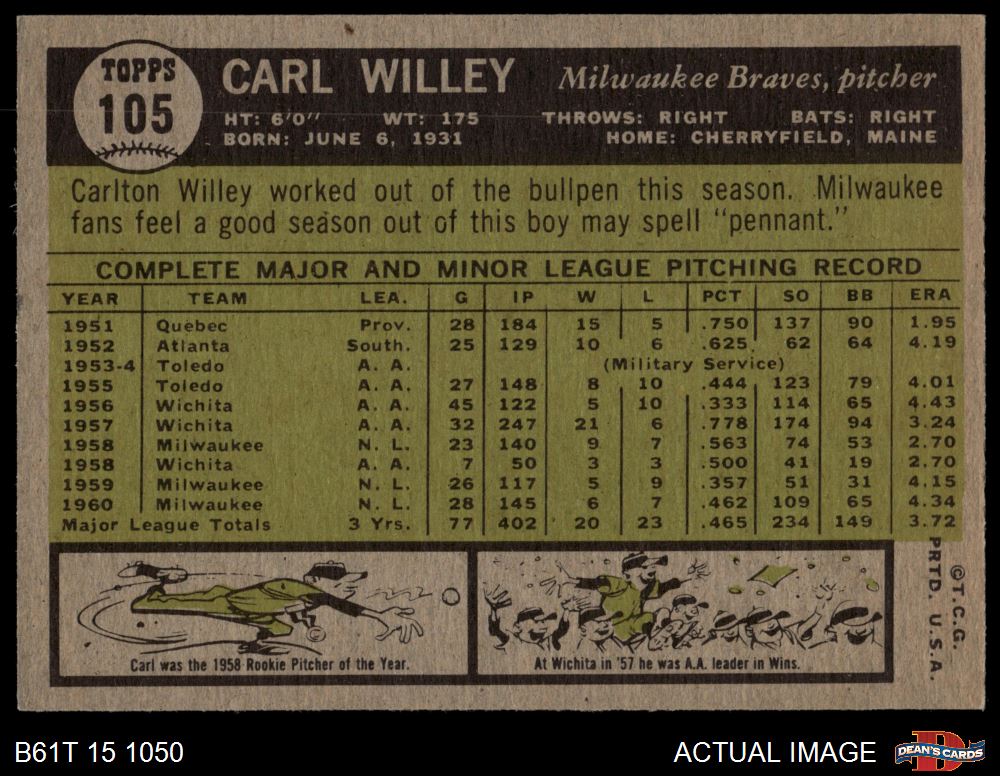 TOPPS
105
CARL WILLEY
Milwaukee Braves, pitcher
HT: 6'0" WT: 175 THROWS: RIGHT BATS: RIGHT
BORN: JUNE 6, 1931 HOME: CHERRYFIELD, MAINE
Carlton Willey worked out of the bullpen this season. Milwaukee
fans feel a good season out of this boy may spell "pennant."
COMPLETE MAJOR AND MINOR LEAGUE PITCHING RECORD
YEAR TEAM LEA. G IP W L PCT SO BB ERA
1951 Quebec Prov. 28 184 15 5 .750 137 90 1.95
1952 Atlanta South. 25 129 10 6 .625 62 64 4.19
1953-4 Toledo A. A. (Military Service)
1955 Toledo A. A. 27 148 8 10 .444 123 79 4.01
1956 Wichita A. A. 45 122 5 10 .333 114 65 4.43
1957 Wichita A. A. 32 247 21 6 .778 174 94 3.24
1958 Milwaukee N. L. 23 140 9 7 .563 74 53 2.70
1958 Wichita A. A. 7 50 3 3 .500 41 19 2.70
1959 Milwaukee N. L. 26 117 5 9 .357 51 31 4.15
1960 Milwaukee N. L. 28 145 6 7 .462 109 65 4.34
Major League Totals 3 Yrs. 77 402 20 23 .465 234 149 3.72
Carl was the 1958 Rookie Pitcher of the Year.
At Wichita in '57 he was A.A. leader in Wins.
©T.C.G.
PRTD. U.S.A.
B61T 15 1050
ACTUAL IMAGE
D
DEAN'S CARDS